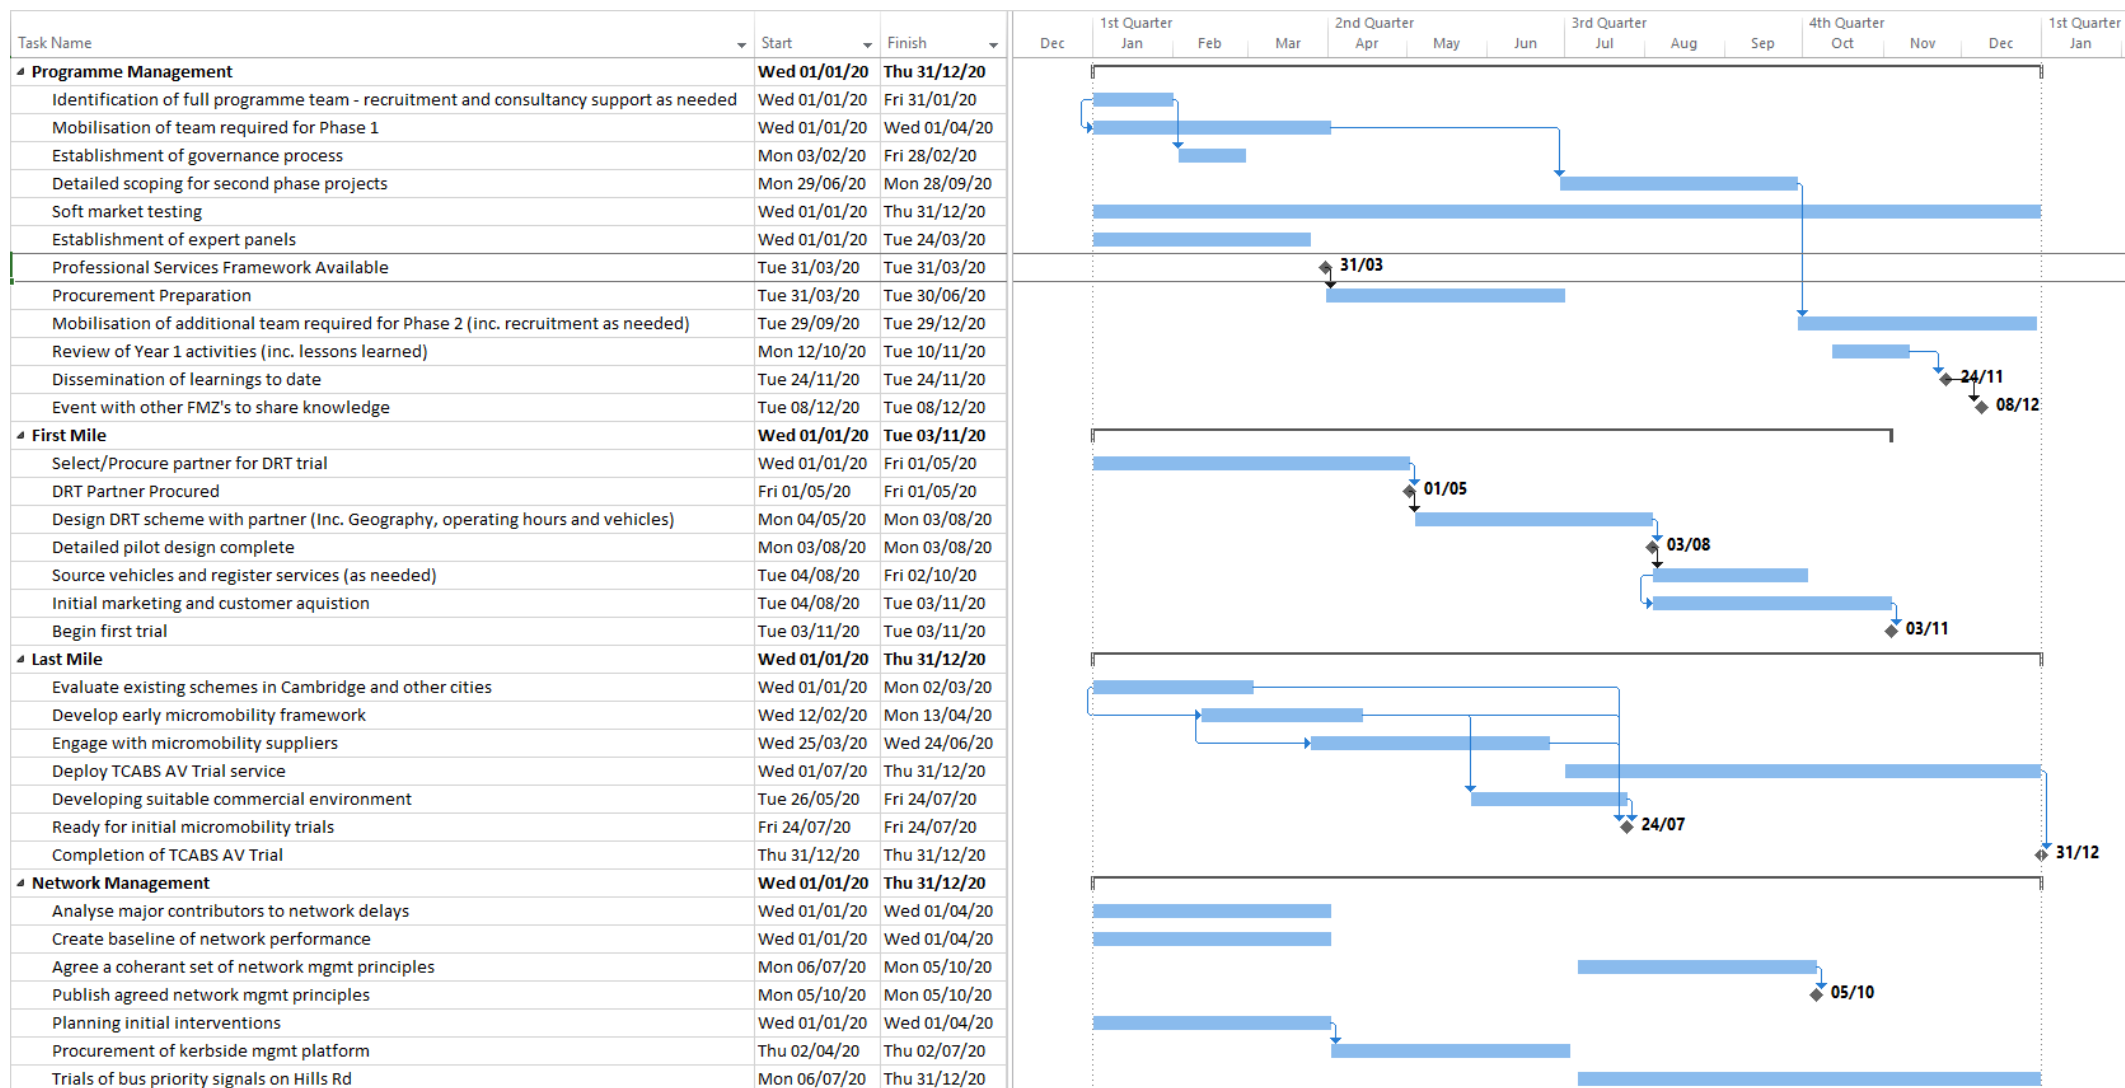 1st Quarter 2nd Quarter 3rd Quarter 4th Quarter 1st Quarter
Task Name Start Finish Dec Jan Feb Mar Apr May Jun Jul Aug Sep Oct Nov Dec Jan
Programme Management Wed 01/01/20 Thu 31/12/20
Identification of full programme team - recruitment and consultancy support as needed Wed 01/01/20 Fri 31/01/20
Mobilisation of team required for Phase 1 Wed 01/01/20 Wed 01/04/20
Establishment of governance process Mon 03/02/20 Fri 28/02/20
Detailed scoping for second phase projects Mon 29/06/20 Mon 28/09/20
Soft market testing Wed 01/01/20 Thu 31/12/20
Establishment of expert panels Wed 01/01/20 Tue 24/03/20
Professional Services Framework Available Tue 31/03/20 Tue 31/03/20 31/03
Procurement Preparation Tue 31/03/20 Tue 30/06/20
Mobilisation of additional team required for Phase 2 (inc. recruitment as needed) Tue 29/09/20 Tue 29/12/20
Review of Year 1 activities (inc. lessons learned) Mon 12/10/20 Tue 10/11/20
Dissemination of learnings to date Tue 24/11/20 Tue 24/11/20 24/11
Event with other FMZ's to share knowledge Tue 08/12/20 Tue 08/12/20 08/12
First Mile Wed 01/01/20 Tue 03/11/20
Select/Procure partner for DRT trial Wed 01/01/20 Fri 01/05/20
DRT Partner Procured Fri 01/05/20 Fri 01/05/20 01/05
Design DRT scheme with partner (Inc. Geography, operating hours and vehicles) Mon 04/05/20 Mon 03/08/20
Detailed pilot design complete Mon 03/08/20 Mon 03/08/20 03/08
Source vehicles and register services (as needed) Tue 04/08/20 Fri 02/10/20
Initial marketing and customer aquistion Tue 04/08/20 Tue 03/11/20
Begin first trial Tue 03/11/20 Tue 03/11/20 03/11
Last Mile Wed 01/01/20 Thu 31/12/20
Evaluate existing schemes in Cambridge and other cities Wed 01/01/20 Mon 02/03/20
Develop early micromobility framework Wed 12/02/20 Mon 13/04/20
Engage with micromobility suppliers Wed 25/03/20 Wed 24/06/20
Deploy TCABS AV Trial service Wed 01/07/20 Thu 31/12/20
Developing suitable commercial environment Tue 26/05/20 Fri 24/07/20
Ready for initial micromobility trials Fri 24/07/20 Fri 24/07/20 24/07
Completion of TCABS AV Trial Thu 31/12/20 Thu 31/12/20 31/12
Network Management Wed 01/01/20 Thu 31/12/20
Analyse major contributors to network delays Wed 01/01/20 Wed 01/04/20
Create baseline of network performance Wed 01/01/20 Wed 01/04/20
Agree a coherant set of network mgmt principles Mon 06/07/20 Mon 05/10/20
Publish agreed network mgmt principles Mon 05/10/20 Mon 05/10/20 05/10
Planning initial interventions Wed 01/01/20 Wed 01/04/20
Procurement of kerbside mgmt platform Thu 02/04/20 Thu 02/07/20
Trials of bus priority signals on Hills Rd Mon 06/07/20 Thu 31/12/20